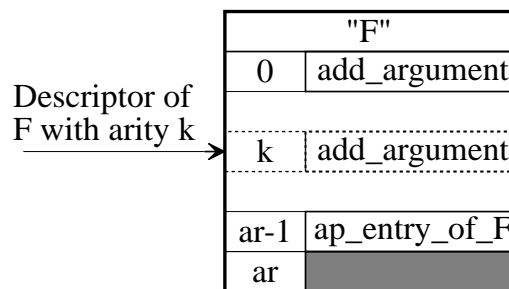 "F"
0 add_argument
Descriptor of
F with arity k
k add_argument
ar-1 ap_entry_of_F
ar